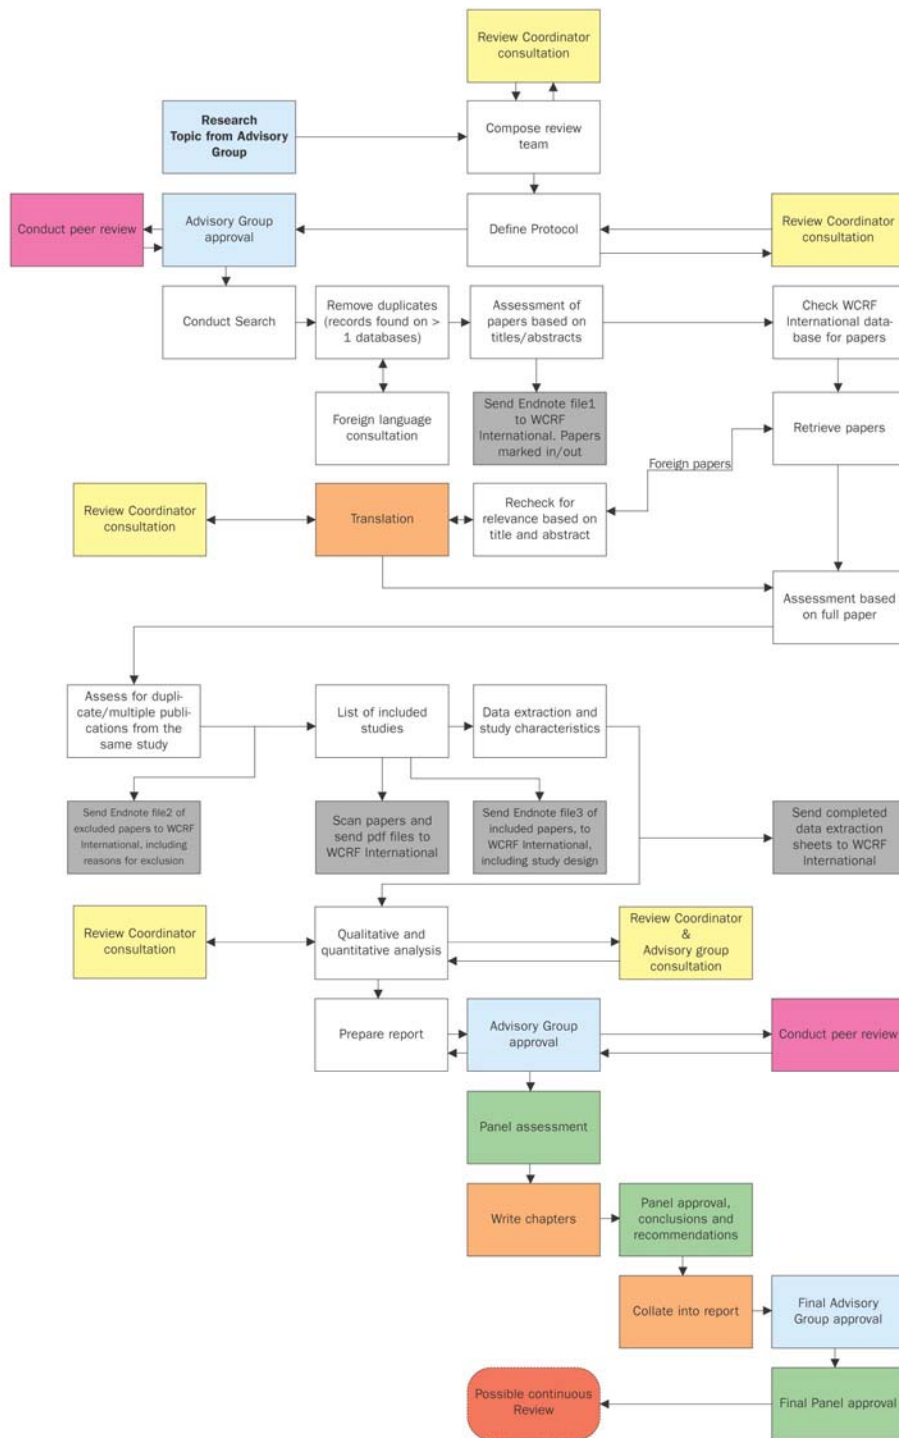 Review Coordinator
consultation
Research
Topic from Advisory
Group
Compose review
team
Conduct peer review
Advisory Group
approval
Define Protocol
Review Coordinator
consultation
Conduct Search
Remove duplicates
(records found on >
1 databases)
Assessment of
papers based on
titles/abstracts
Check WCRF
International data-
base for papers
Foreign language
consultation
Send Endnote file1
to WCRF
International. Papers
marked in/out
Retrieve papers
Foreign papers
Review Coordinator
consultation
Translation
Recheck for
relevance based on
title and abstract
Assessment based
on full paper
Assess for dupli-
cate/multiple publi-
cations from the
same study
List of included
studies
Data extraction and
study characteristics
Send Endnote file2 of
excluded papers to WCRF
International, including
reasons for exclusion
Scan papers and
send pdf files to
WCRF International
Send Endnote file3 of
included papers, to
WCRF International,
including study design
Send completed
data extraction
sheets to WCRF
International
Review Coordinator
consultation
Qualitative and
quantitative analysis
Review Coordinator
&
Advisory group
consultation
Prepare report
Advisory Group
approval
Conduct peer review
Panel assessment
Write chapters
Panel approval,
conclusions and
recommendations
Collate into report
Final Advisory
Group approval
Possible continuous
Review
Final Panel approval